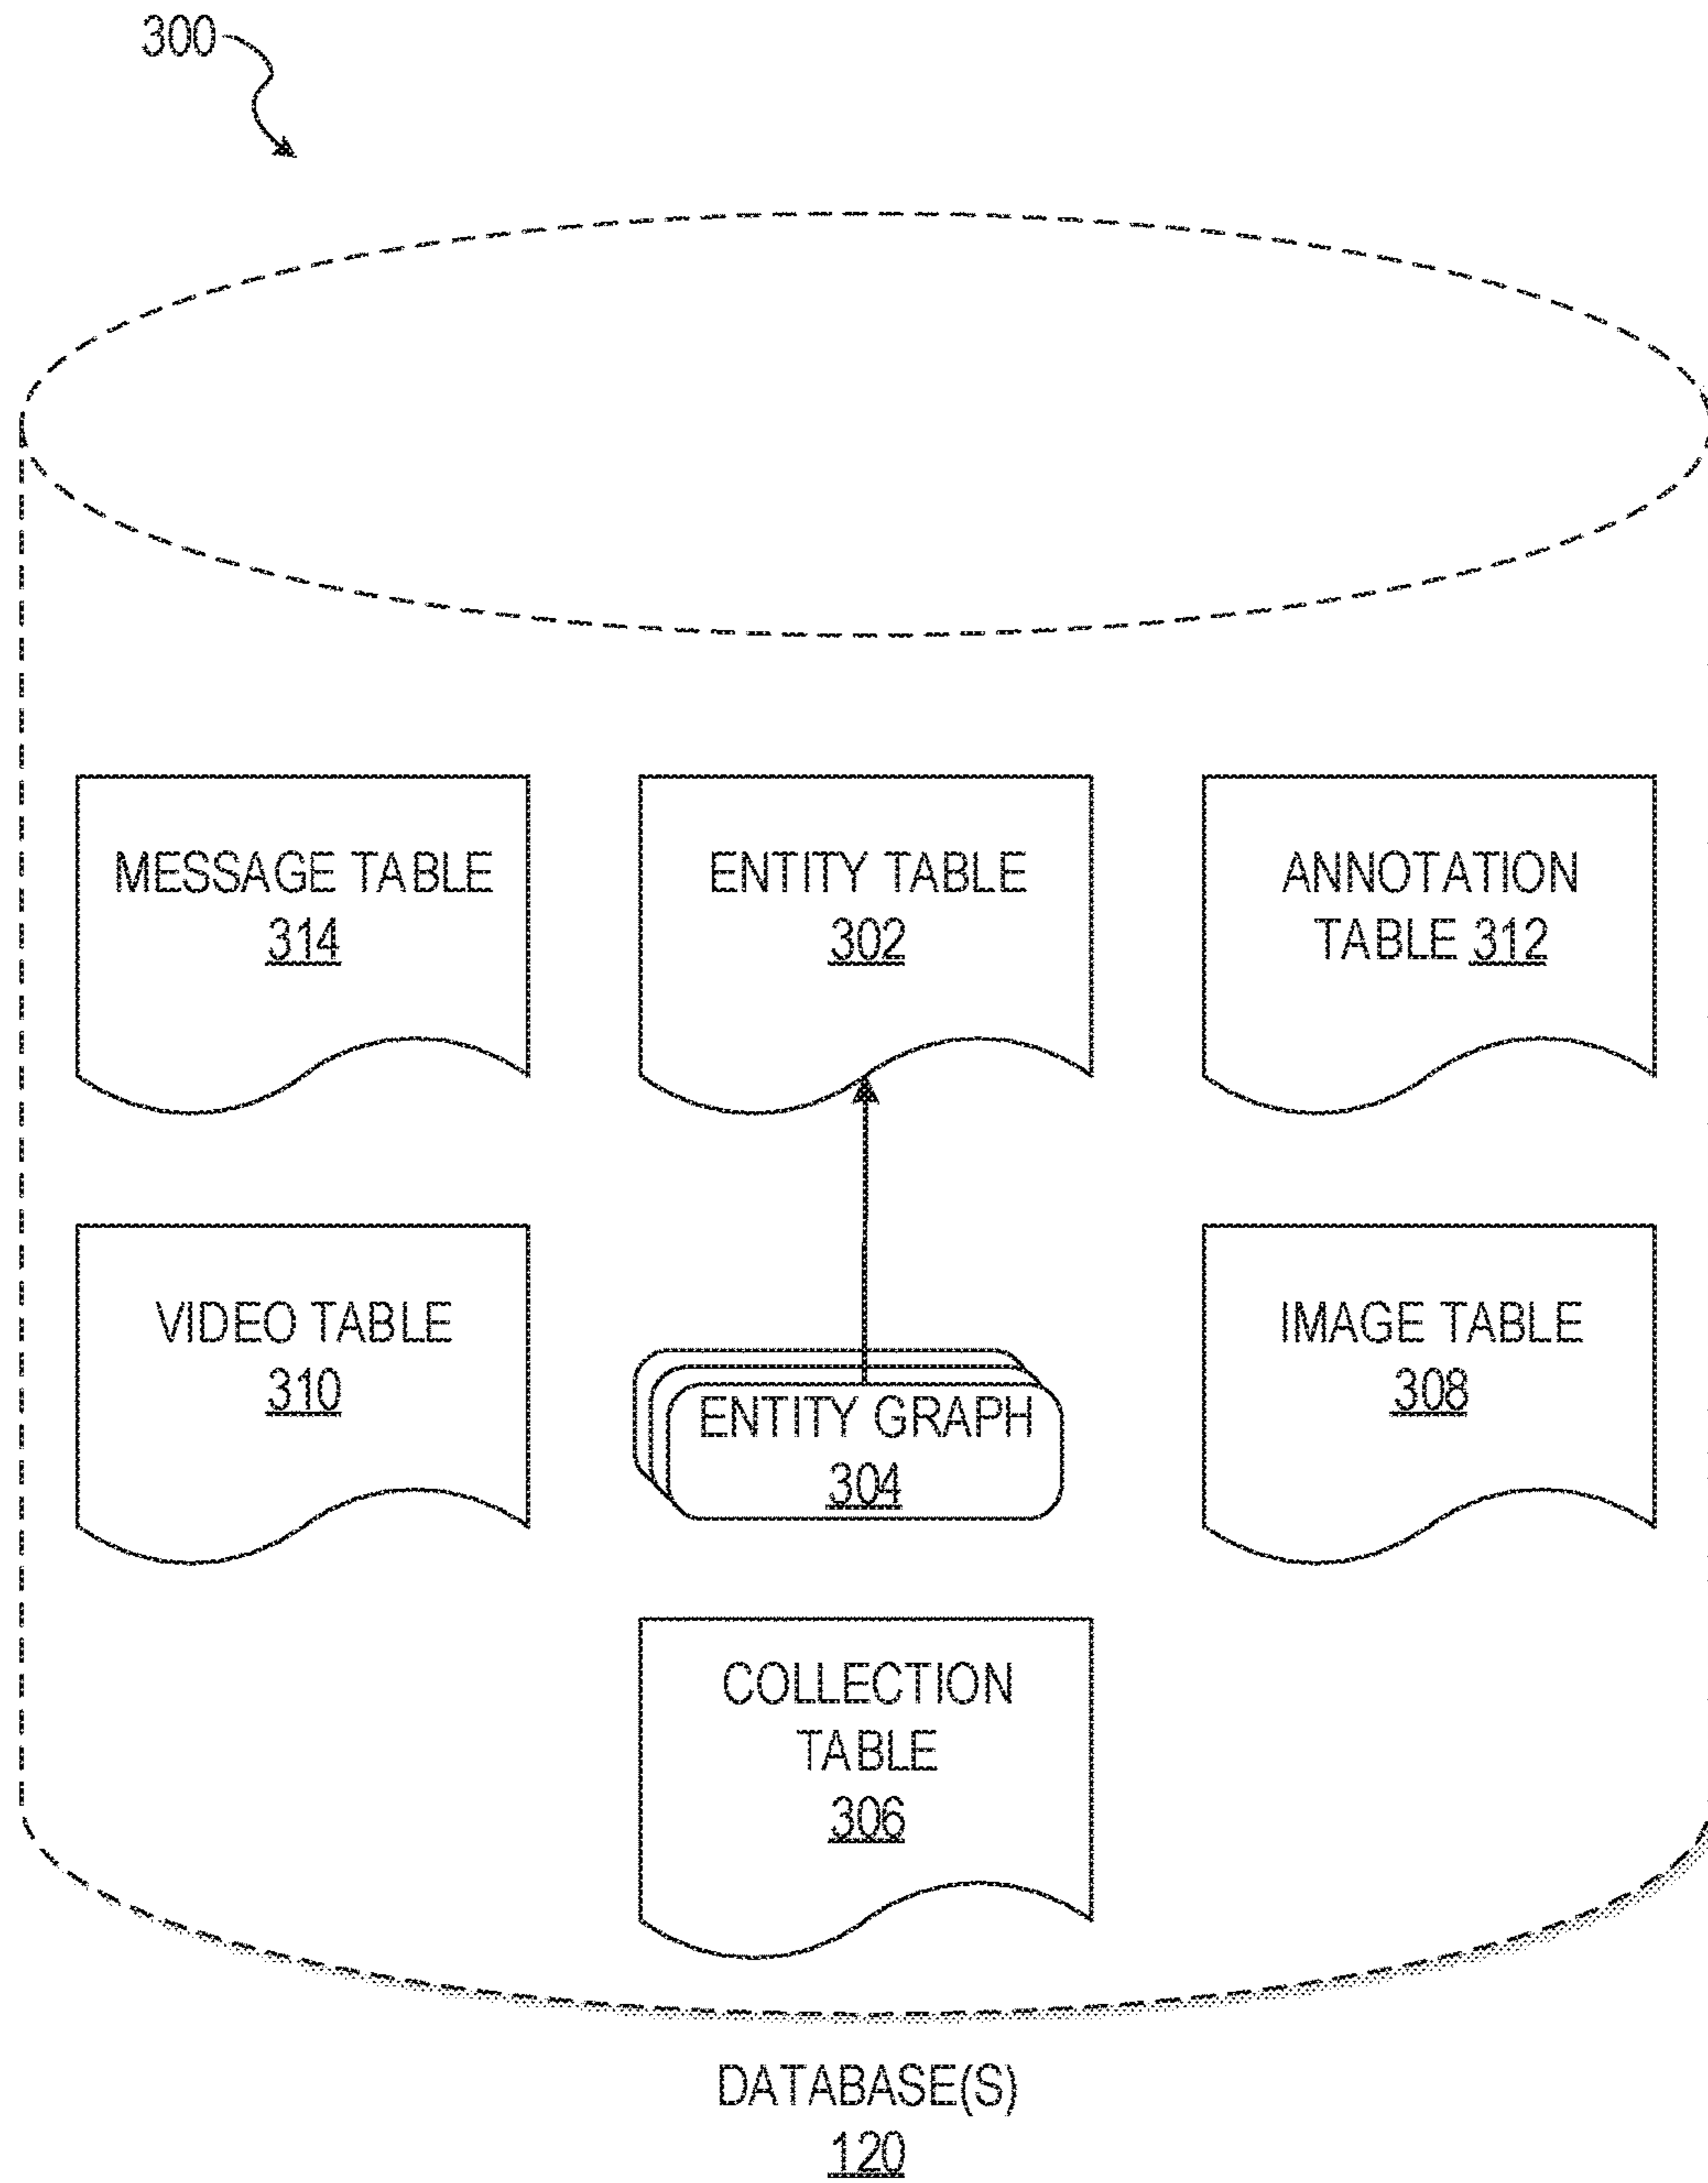 300
MESSAGE TABLE
314
ENTITY TABLE
302
ANNOTATION
TABLE 312
VIDEO TABLE
310
ENTITY GRAPH
304
IMAGE TABLE
308
COLLECTION
TABLE
306
DATABASE(S)
120